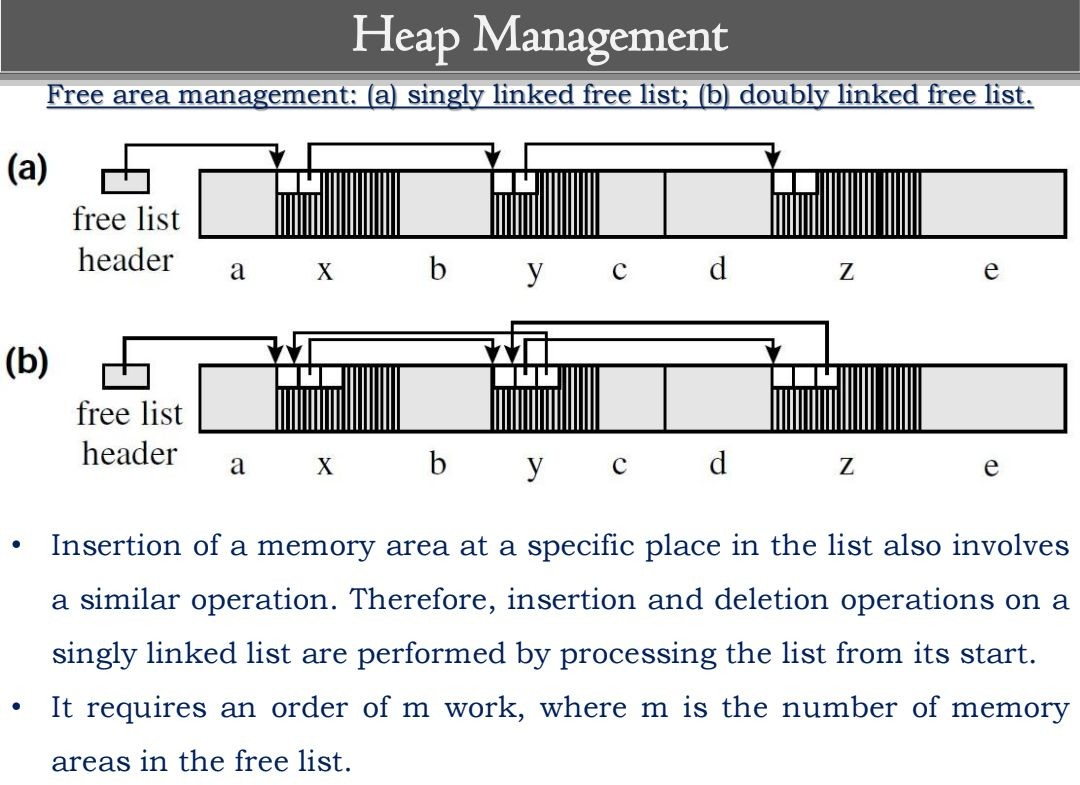 Heap Management
Free area management: (a) singly linked free list; (b) doubly linked free list.
(a)
free list
header
a x b y c d z e
(b)
free list
header
a x b y c d z e
• Insertion of a memory area at a specific place in the list also involves
a similar operation. Therefore, insertion and deletion operations on a
singly linked list are performed by processing the list from its start.
• It requires an order of m work, where m is the number of memory
areas in the free list.